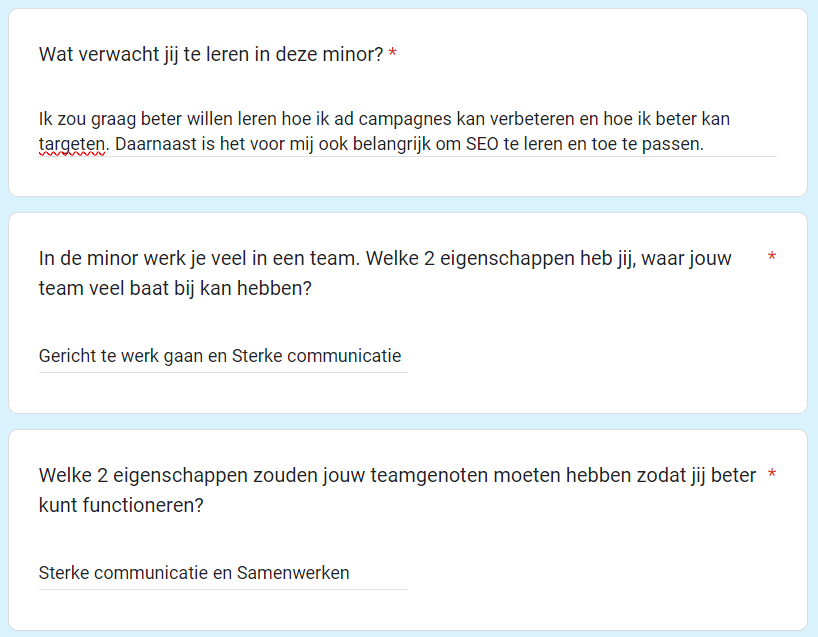 Wat verwacht jij te leren in deze minor? *
Ik zou graag beter willen leren hoe ik ad campagnes kan verbeteren en hoe ik beter kan
targeten. Daarnaast is het voor mij ook belangrijk om SEO te leren en toe te passen.
In de minor werk je veel in een team. Welke 2 eigenschappen heb jij, waar jouw *
team veel baat bij kan hebben?
Gericht te werk gaan en Sterke communicatie
Welke 2 eigenschappen zouden jouw teamgenoten moeten hebben zodat jij beter *
kunt functioneren?
Sterke communicatie en Samenwerken